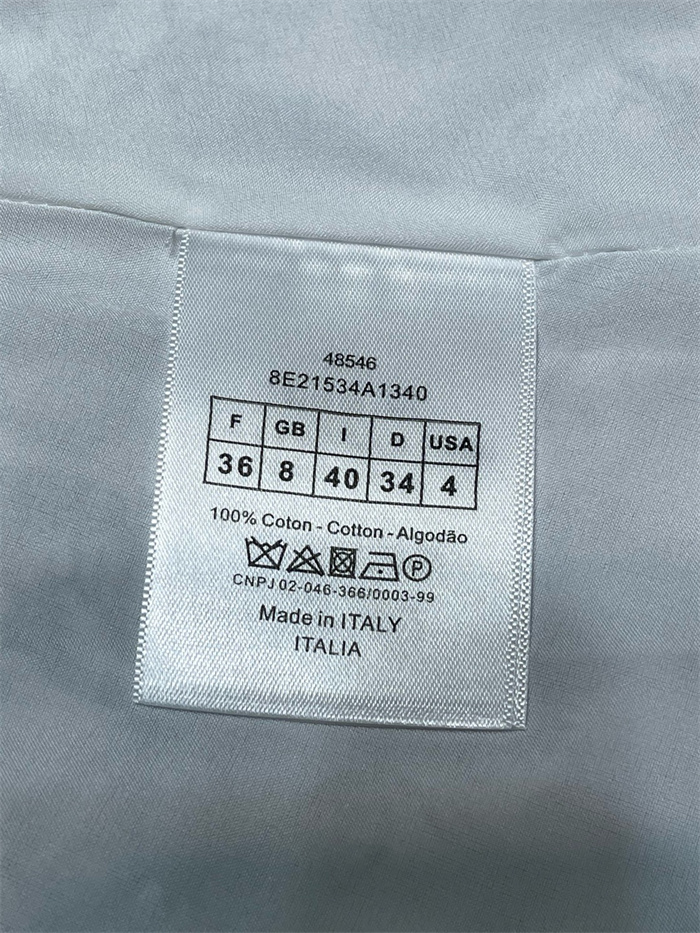 48546
8E21534A1340
F GB I D USA
36 8 40 34 4
100% Coton - Cotton - Algodão
P
CNPJ 02-046-366/0003-99
Made in ITALY
ITALIA